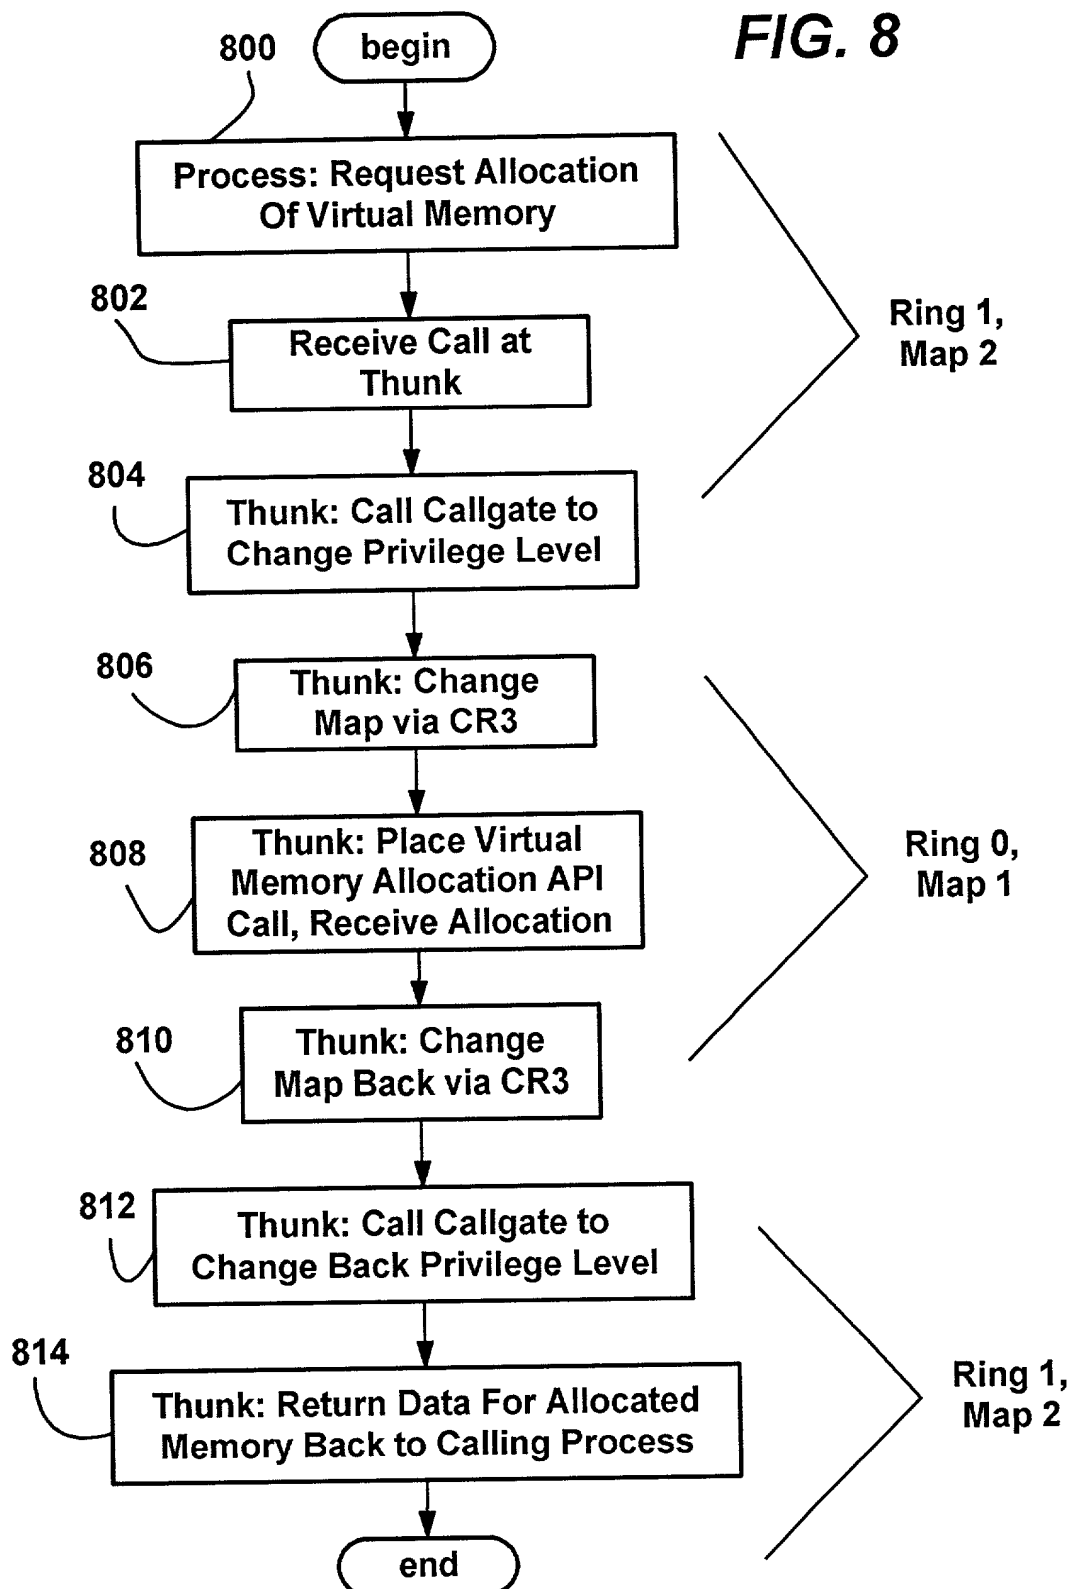 FIG. 8
begin
800
Process: Request Allocation
Of Virtual Memory
802
Receive Call at
Thunk
Ring 1,
Map 2
804
Thunk: Call Callgate to
Change Privilege Level
806
Thunk: Change
Map via CR3
808
Thunk: Place Virtual
Memory Allocation API
Call, Receive Allocation
Ring 0,
Map 1
810
Thunk: Change
Map Back via CR3
812
Thunk: Call Callgate to
Change Back Privilege Level
814
Thunk: Return Data For Allocated
Memory Back to Calling Process
Ring 1,
Map 2
end